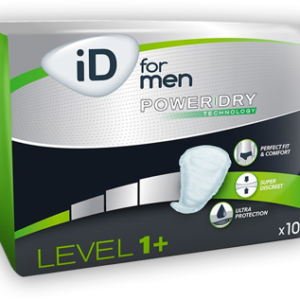 iD
for
men
POWER DRY
TECHNOLOGY
PERFECT FIT
& COMFORT
SUPER
DISCREET
ULTRA
PROTECTION
LEVEL 1+
x10